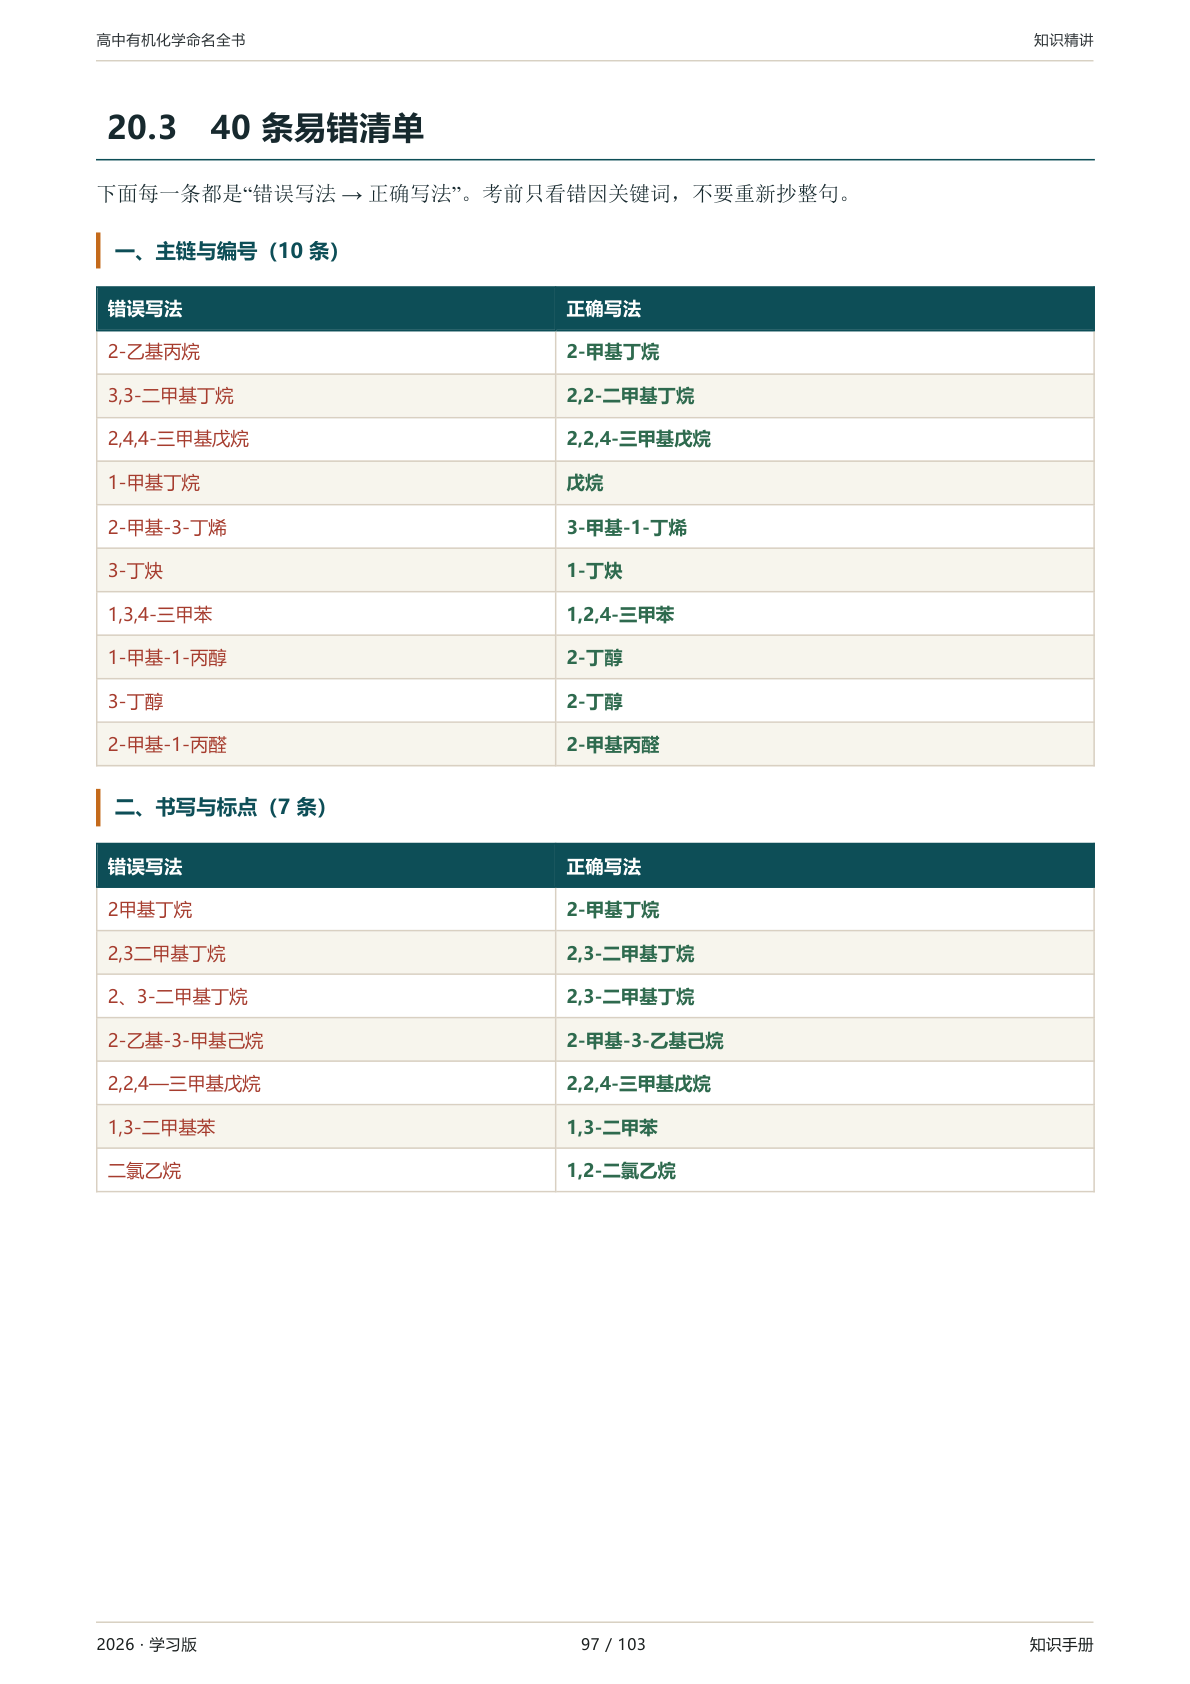 高中有机化学命名全书 知识精讲
20.3 40 条易错清单
下面每一条都是“错误写法 → 正确写法”。考前只看错因关键词，不要重新抄整句。
一、主链与编号（10 条）
错误写法 正确写法
2-乙基丙烷 2-甲基丁烷
3,3-二甲基丁烷 2,2-二甲基丁烷
2,4,4-三甲基戊烷 2,2,4-三甲基戊烷
1-甲基丁烷 戊烷
2-甲基-3-丁烯 3-甲基-1-丁烯
3-丁炔 1-丁炔
1,3,4-三甲苯 1,2,4-三甲苯
1-甲基-1-丙醇 2-丁醇
3-丁醇 2-丁醇
2-甲基-1-丙醛 2-甲基丙醛
二、书写与标点（7 条）
错误写法 正确写法
2甲基丁烷 2-甲基丁烷
2,3二甲基丁烷 2,3-二甲基丁烷
2、3-二甲基丁烷 2,3-二甲基丁烷
2-乙基-3-甲基己烷 2-甲基-3-乙基己烷
2,2,4—三甲基戊烷 2,2,4-三甲基戊烷
1,3-二甲基苯 1,3-二甲苯
二氯乙烷 1,2-二氯乙烷
2026 · 学习版 97 / 103 知识手册